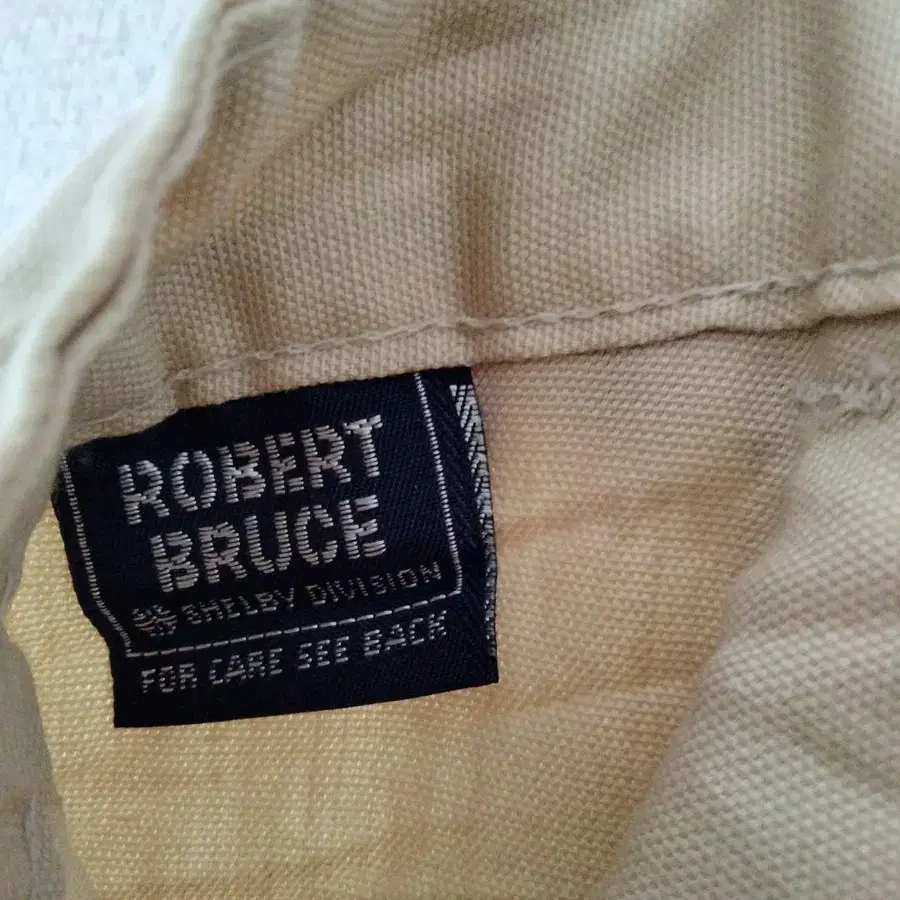 ROBERT
BRUCE
SHELBY DIVISION
FOR CARE SEE BACK